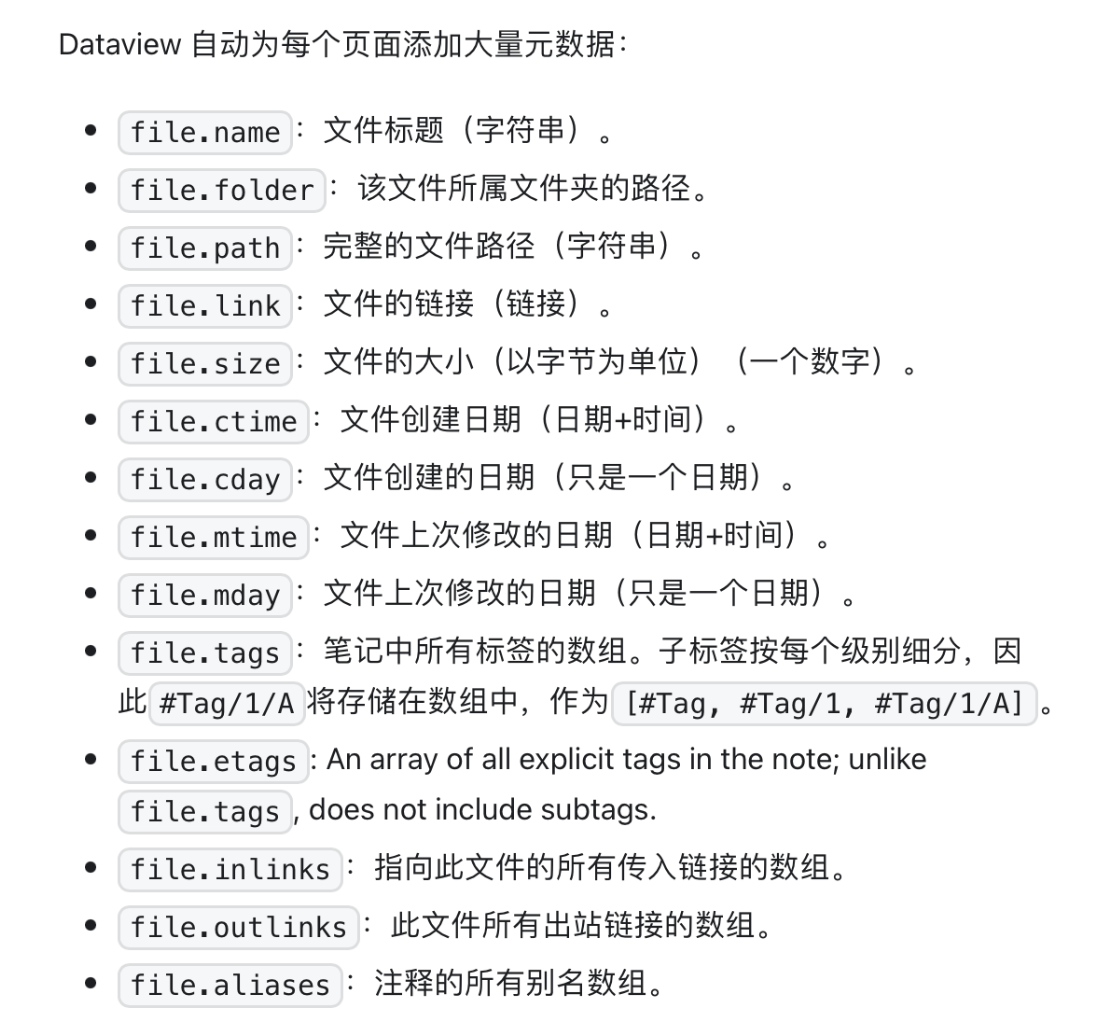 Dataview 自动为每个页面添加大量元数据：
file.name：文件标题（字符串）。
file.folder：该文件所属文件夹的路径。
file.path：完整的文件路径（字符串）。
file.link：文件的链接（链接）。
file.size：文件的大小（以字节为单位）（一个数字）。
file.ctime：文件创建日期（日期+时间）。
file.cday：文件创建的日期（只是一个日期）。
file.mtime：文件上次修改的日期（日期+时间）。
file.mday：文件上次修改的日期（只是一个日期）。
file.tags：笔记中所有标签的数组。子标签按每个级别细分，因
此 #Tag/1/A 将存储在数组中，作为 [#Tag, #Tag/1, #Tag/1/A] 。
file.etags: An array of all explicit tags in the note; unlike
file.tags, does not include subtags.
file.inlinks：指向此文件的所有传入链接的数组。
file.outlinks：此文件所有出站链接的数组。
file.aliases：注释的所有别名数组。